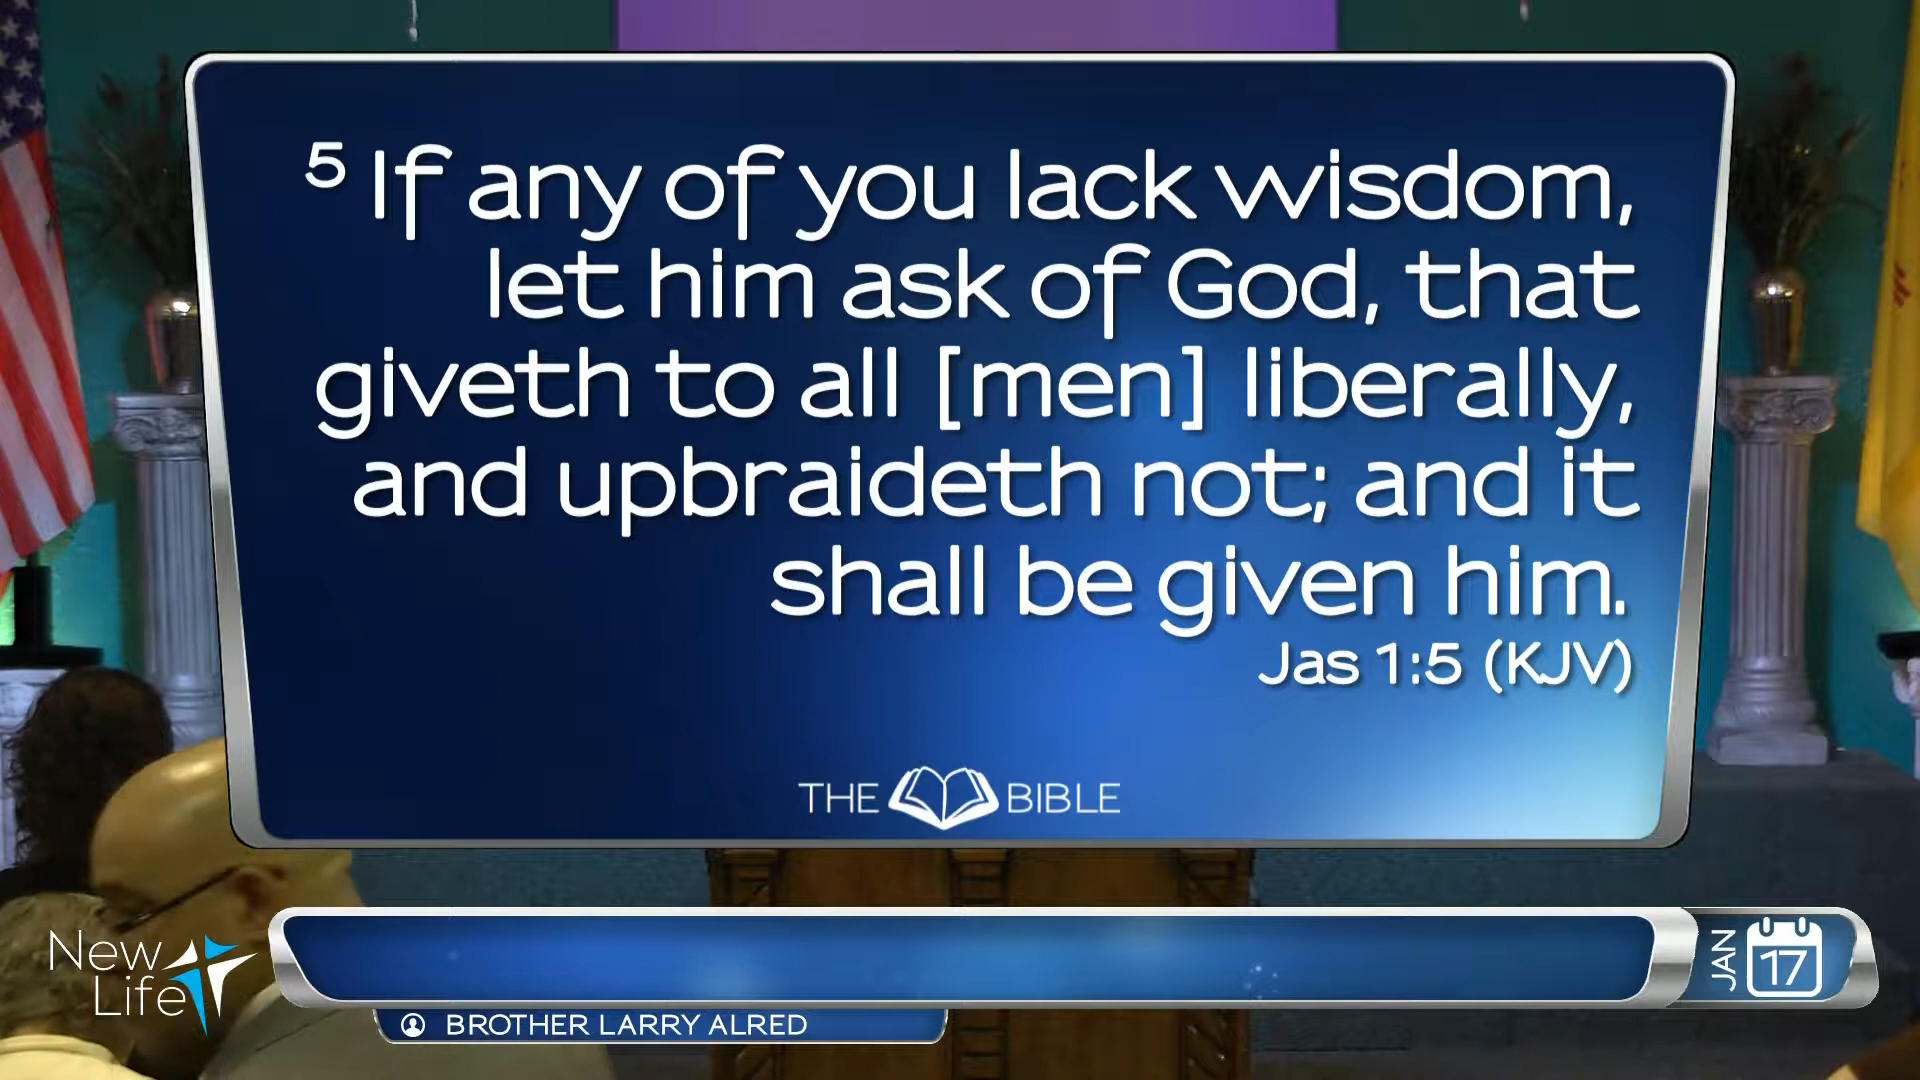 5 If any of you lack wisdom,
let him ask of God, that
giveth to all [men] liberally,
and upbraideth not; and it
shall be given him.
Jas 1:5 (KJV)
THE BIBLE
New
Life
JAN
17
BROTHER LARRY ALRED